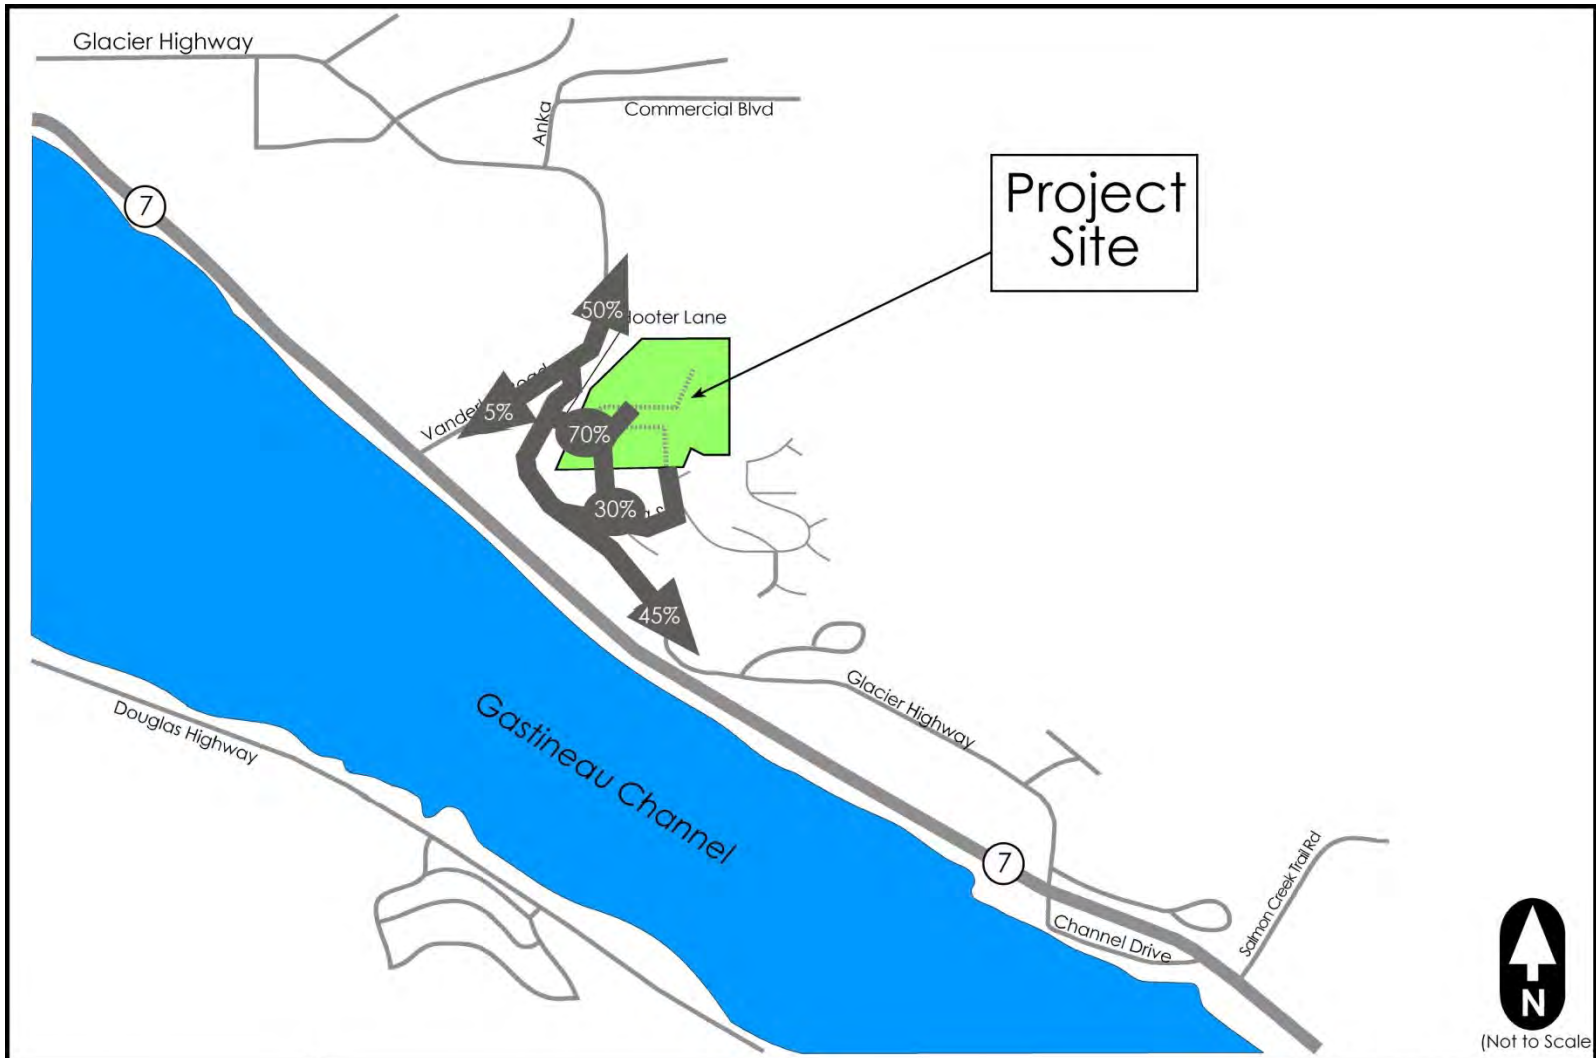 Glacier Highway
Commercial Blvd
Anka
Project
Site
7
50%
Hooter Lane
5%
70%
30%
45%
Glacier Highway
Douglas Highway
Gastineau Channel
7
Channel Drive
Salmon Creek Trail Rd
N
(Not to Scale